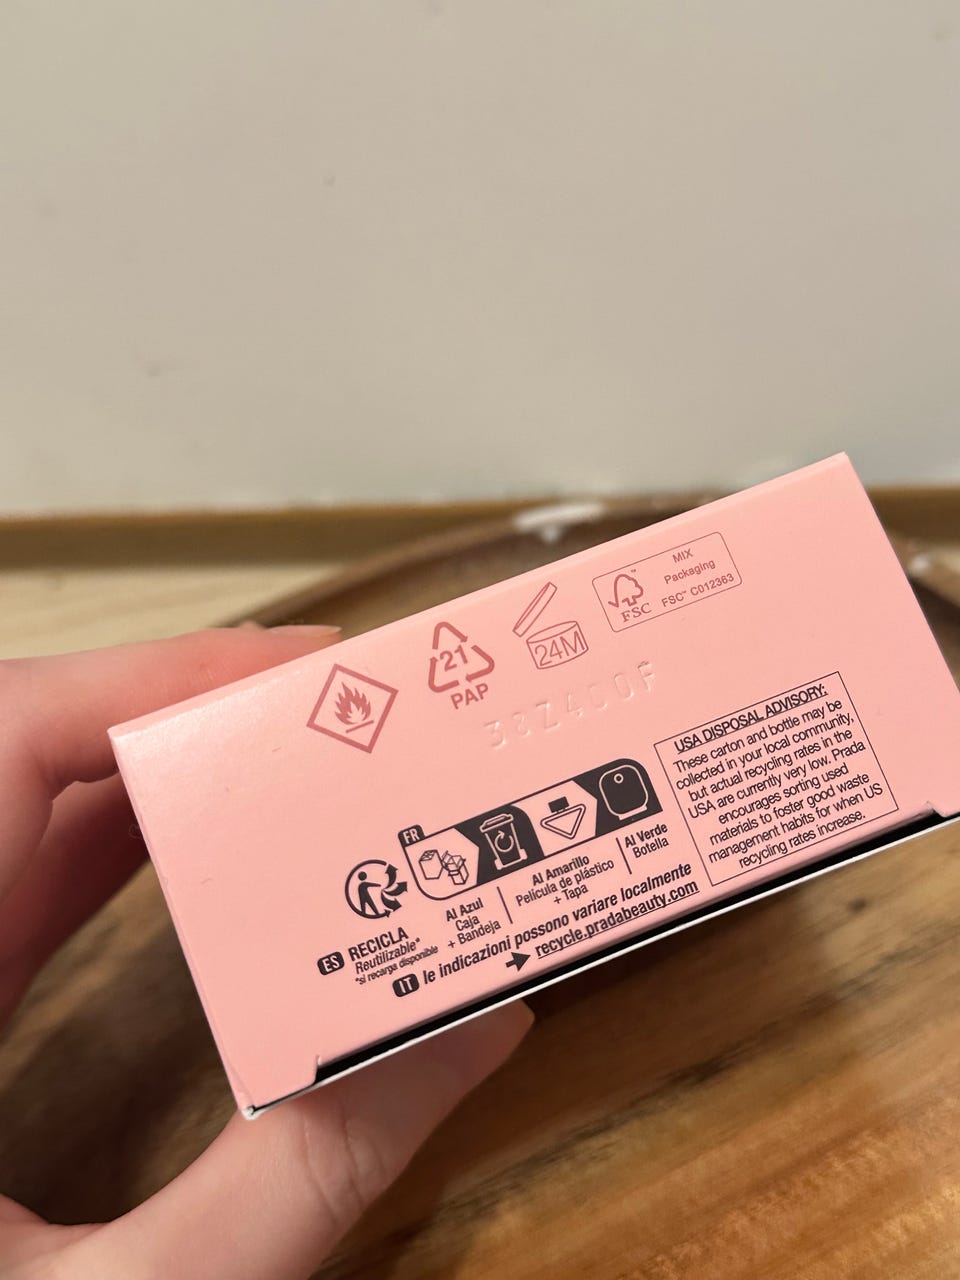 MIX
Packaging
FSC™ C012363
FSC
24M
21
PAP
38Z400F
USA DISPOSAL ADVISORY:
These carton and bottle may be
collected in your local community,
but actual recycling rates in the
USA are currently very low. Prada
encourages sorting used
materials to foster good waste
management habits for when US
recycling rates increase.
FR
Al Azul
Caja
+ Bandeja
Al Amarillo
Película de plástico
+ Tapa
Al Verde
Botella
ES RECICLA
Reutilizable*
*si recarga disponible
IT le indicazioni possono variare localmente
recycle.pradabeauty.com